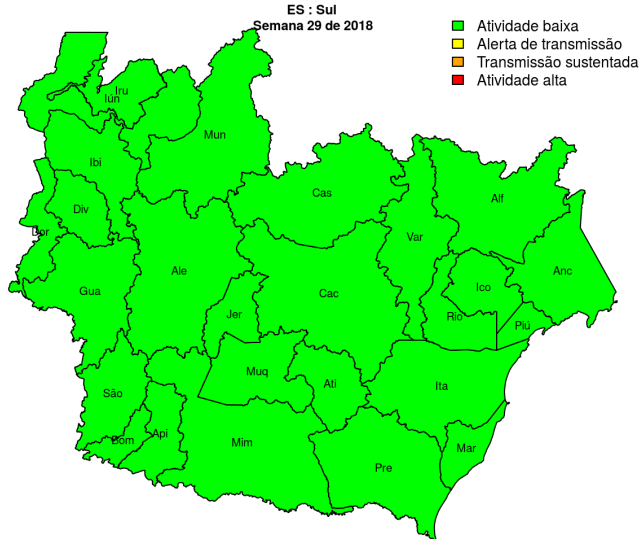 ES : Sul
Semana 29 de 2018
Atividade baixa
Alerta de transmissão
Transmissão sustentada
Atividade alta
Iru
Iún
Mun
Ibi
Cas
Alf
Div
Dor
Var
Ale
Anc
Gua
Cac
Ico
Jer
Rio
Piú
Muq
Ati
Ita
São
Api
Bom
Mim
Mar
Pre